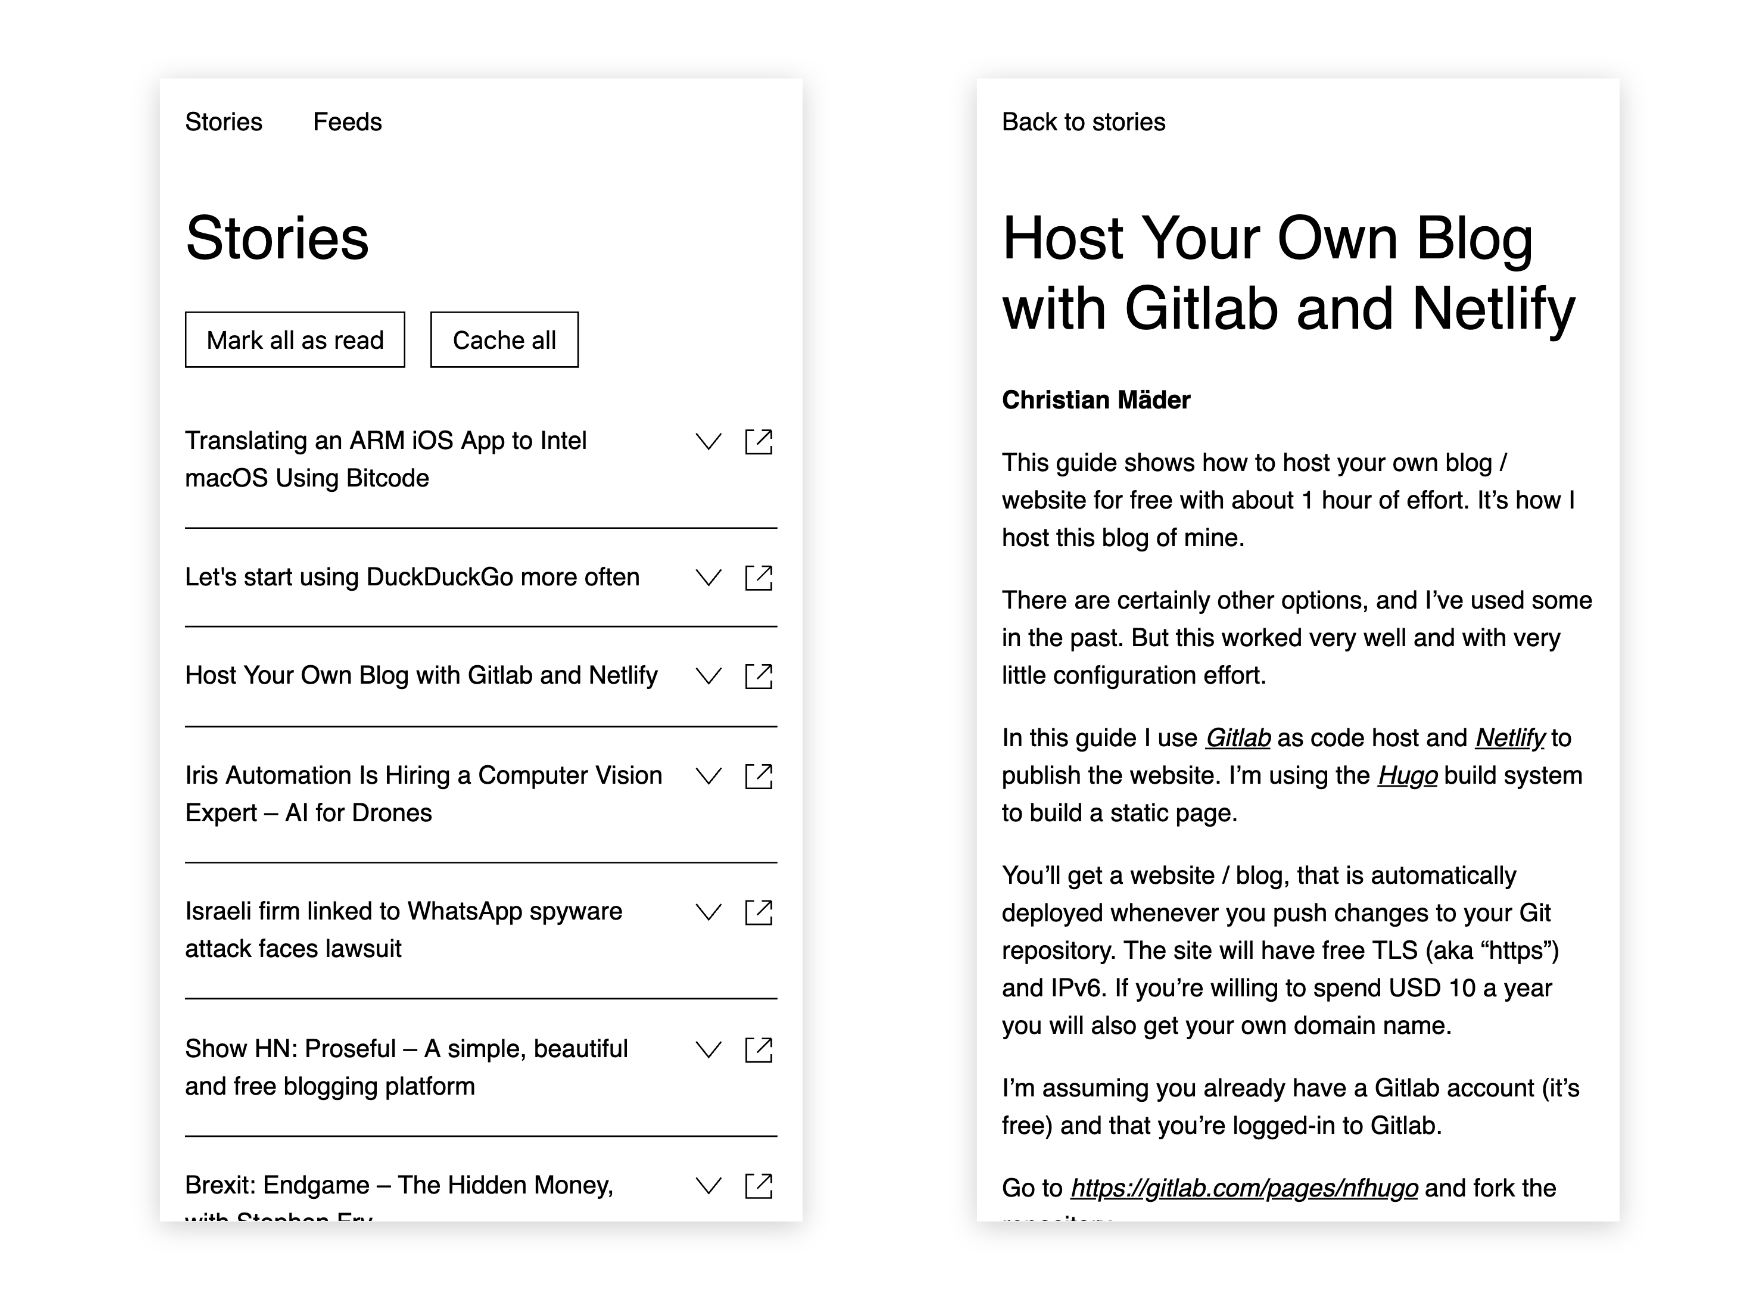 Stories Feeds
Stories
Mark all as read Cache all
Translating an ARM iOS App to Intel
macOS Using Bitcode
Let's start using DuckDuckGo more often
Host Your Own Blog with Gitlab and Netlify
Iris Automation Is Hiring a Computer Vision
Expert – AI for Drones
Israeli firm linked to WhatsApp spyware
attack faces lawsuit
Show HN: Proseful – A simple, beautiful
and free blogging platform
Brexit: Endgame – The Hidden Money,
with Stephen Fry
Back to stories
Host Your Own Blog
with Gitlab and Netlify
Christian Mäder
This guide shows how to host your own blog /
website for free with about 1 hour of effort. It’s how I
host this blog of mine.
There are certainly other options, and I’ve used some
in the past. But this worked very well and with very
little configuration effort.
In this guide I use Gitlab as code host and Netlify to
publish the website. I’m using the Hugo build system
to build a static page.
You’ll get a website / blog, that is automatically
deployed whenever you push changes to your Git
repository. The site will have free TLS (aka “https”)
and IPv6. If you’re willing to spend USD 10 a year
you will also get your own domain name.
I’m assuming you already have a Gitlab account (it’s
free) and that you’re logged-in to Gitlab.
Go to https://gitlab.com/pages/nfhugo and fork the
repository.